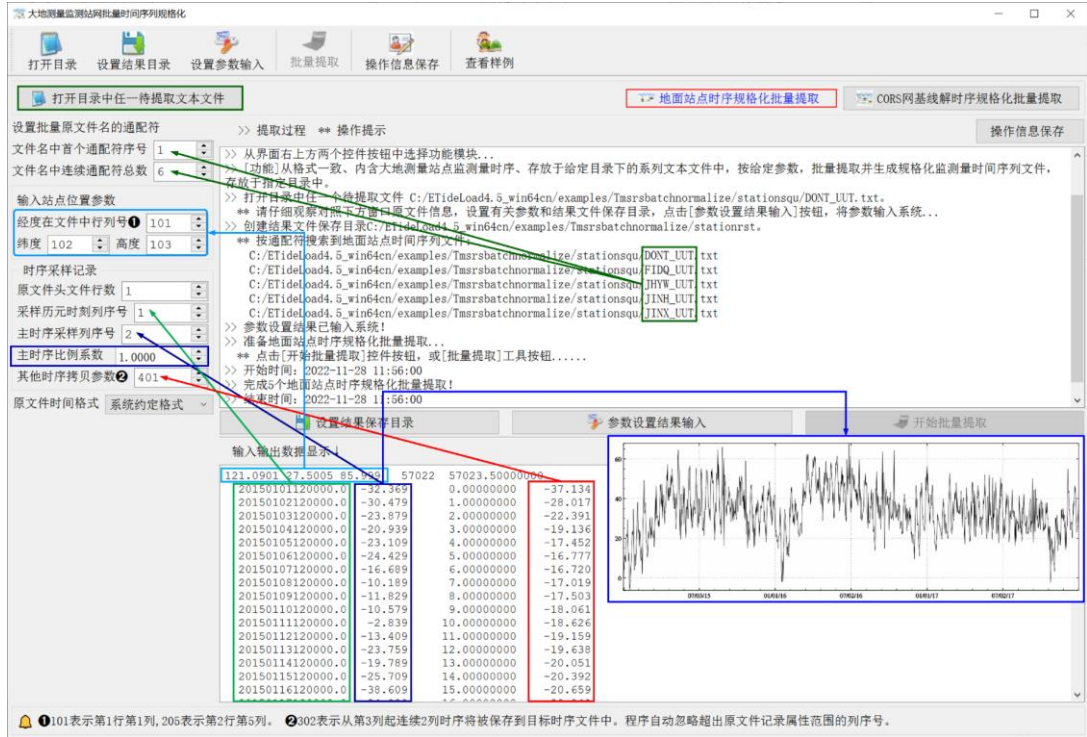 大地测量监测站网批量时间序列规格化
打开目录 设置结果目录 设置参数输入 批量提取 操作信息保存 查看样例
打开目录中任一待提取文本文件
地面站点时序规格化批量提取
CORS网基线解时序规格化批量提取
设置批量原文件名的通配符
文件名中首个通配符序号 1
文件名中连续通配符总数 6
输入站点位置参数
经度在文件中行列号❶ 101
纬度 102 高度 103
时序采样记录
原文件头文件行数 1
采样历元时刻列序号 1
主时序采样列序号 2
主时序比例系数 1.0000
其他时序拷贝参数❷ 401
原文件时间格式 系统约定格式
>> 提取过程 ** 操作提示
操作信息保存
>> 从界面右上方两个控件按钮中选择功能模块...
>> [功能]从格式一致、内含大地测量站点监测量时序、存放于给定目录下的系列文本文件中，按给定参数，批量提取并生成规格化监测量时间序列文件，
存放于指定目录中。
>> 打开目录中任一个待提取文件 C:/ETideLoad4.5_win64cn/examples/Tmsrsbatchnormalize/stationsqu/DONT_UUT.txt。
** 请仔细观察对照下方窗口原文件信息，设置有关参数和结果文件保存目录，点击[参数设置结果输入]按钮，将参数输入系统...
>> 创建结果文件保存目录C:/ETideLoad4.5_win64cn/examples/Tmsrsbatchnormalize/stationrst。
** 按通配符搜索到地面站点时间序列文件:
C:/ETideLoad4.5_win64cn/examples/Tmsrsbatchnormalize/stationsqu/DONT_UUT.txt
C:/ETideLoad4.5_win64cn/examples/Tmsrsbatchnormalize/stationsqu/FIDQ_UUT.txt
C:/ETideLoad4.5_win64cn/examples/Tmsrsbatchnormalize/stationsqu/JHYW_UUT.txt
C:/ETideLoad4.5_win64cn/examples/Tmsrsbatchnormalize/stationsqu/JINH_UUT.txt
C:/ETideLoad4.5_win64cn/examples/Tmsrsbatchnormalize/stationsqu/JINX_UUT.txt
>> 参数设置结果已输入系统!
>> 准备地面站点时序规格化批量提取...
** 点击[开始批量提取]控件按钮，或[批量提取]工具按钮......
>> 开始时间: 2022-11-28 11:56:00
>> 完成5个地面站点时序规格化批量提取!
>> 结束时间: 2022-11-28 11:56:00
设置结果保存目录 参数设置结果输入 开始批量提取
输入输出数据显示↓
121.0901 27.5005 85.999 57022 57023.50000000
20150101120000.0 -32.369 0.00000000 -37.134
20150102120000.0 -30.479 1.00000000 -28.017
20150103120000.0 -23.879 2.00000000 -22.391
20150104120000.0 -20.939 3.00000000 -19.136
20150105120000.0 -23.109 4.00000000 -17.452
20150106120000.0 -24.429 5.00000000 -16.777
20150107120000.0 -16.689 6.00000000 -16.720
20150108120000.0 -10.189 7.00000000 -17.019
20150109120000.0 -11.829 8.00000000 -17.503
20150110120000.0 -10.579 9.00000000 -18.061
20150111120000.0 -2.839 10.00000000 -18.626
20150112120000.0 -13.409 11.00000000 -19.159
20150113120000.0 -23.759 12.00000000 -19.638
20150114120000.0 -19.789 13.00000000 -20.051
20150115120000.0 -25.709 14.00000000 -20.392
20150116120000.0 -38.609 15.00000000 -20.659
60
40
20
0
07/03/15 01/01/16 07/02/16 01/01/17 07/02/17
❶101表示第1行第1列,205表示第2行第5列。 ❷302表示从第3列起连续2列时序将被保存到目标时序文件中。程序自动忽略超出原文件记录属性范围的列序号。